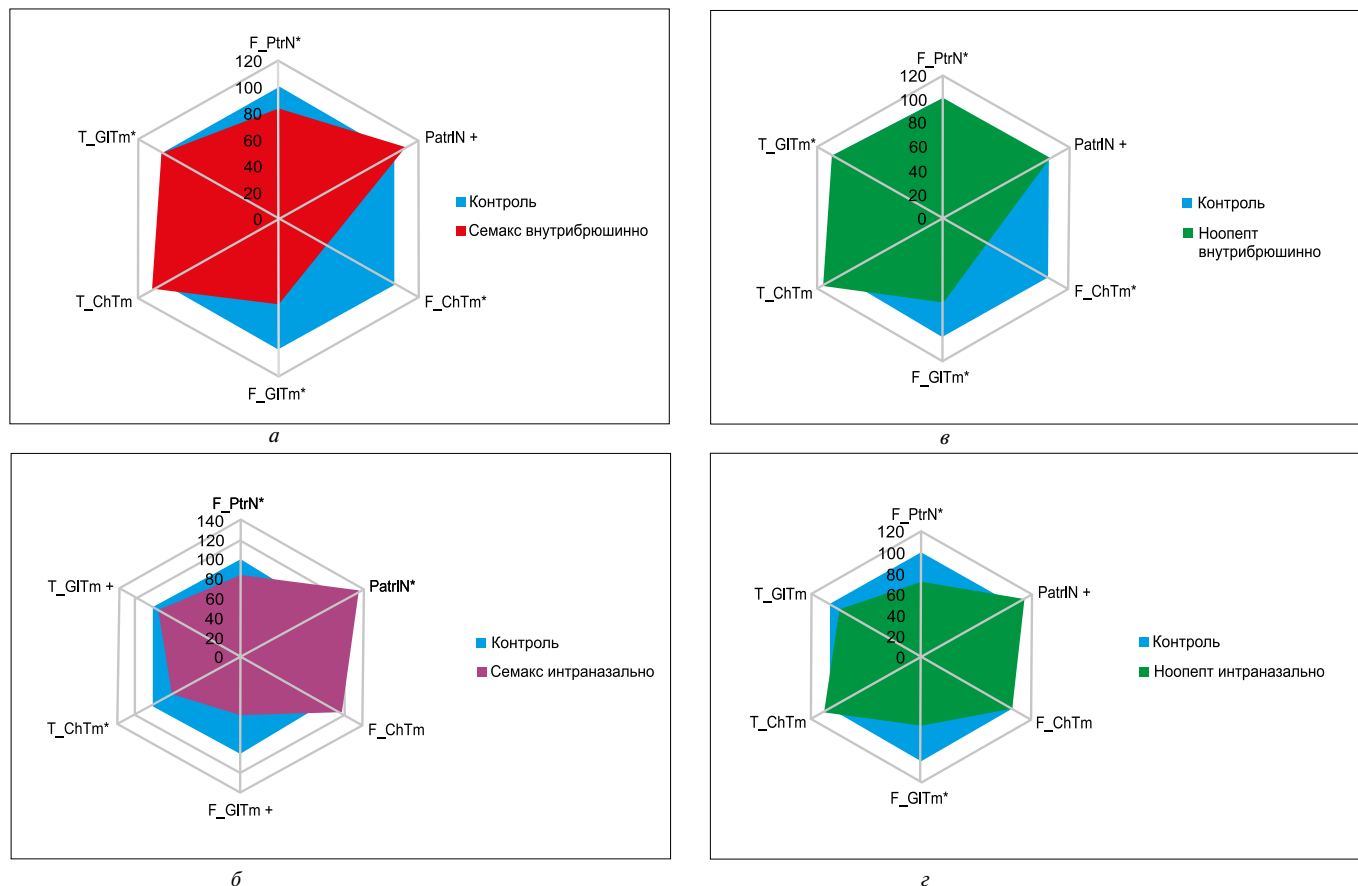 F_PtrN*
120
100
80
60
40
20
0
T_GlTm*
PatrlN +
T_ChTm
F_ChTm*
F_GlTm*
Контроль
Семакс внутрибрюшинно
а
F_PtrN*
120
100
80
60
40
20
0
T_GlTm*
PatrlN +
T_ChTm
F_ChTm*
F_GlTm*
Контроль
Ноопепт
внутрибрюшинно
в
F_PtrN*
140
120
100
80
60
40
20
0
T_GlTm +
PatrlN*
T_ChTm*
F_ChTm
F_GlTm +
Контроль
Семакс интраназально
б
F_PtrN*
120
100
80
60
40
20
0
T_GlTm
PatrlN +
T_ChTm
F_ChTm
F_GlTm*
Контроль
Ноопепт интраназально
г